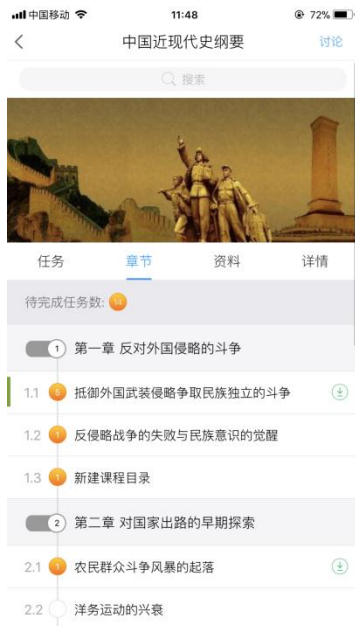 中国移动 11:48 72%
中国近现代史纲要 讨论
搜索
任务 章节 资料 详情
待完成任务数: 14
1 第一章 反对外国侵略的斗争
1.1 5 抵御外国武装侵略争取民族独立的斗争
1.2 1 反侵略战争的失败与民族意识的觉醒
1.3 1 新建课程目录
2 第二章 对国家出路的早期探索
2.1 1 农民群众斗争风暴的起落
2.2 洋务运动的兴衰